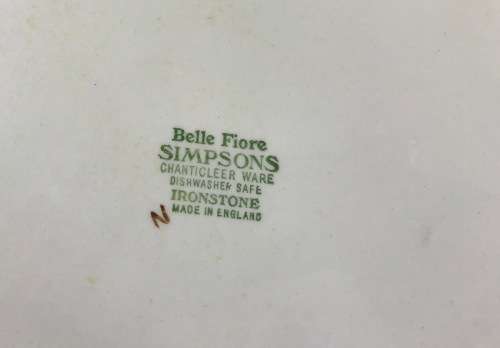 Belle Fiore
SIMPSONS
CHANTICLEER WARE
DISHWASHER SAFE
IRONSTONE
MADE IN ENGLAND
N